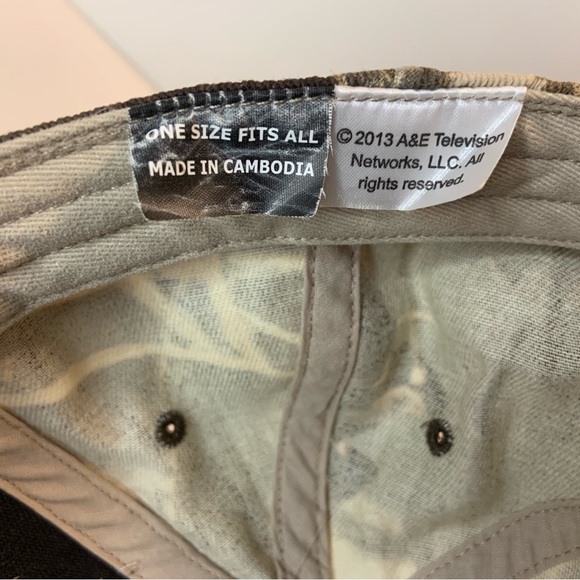 ONE SIZE FITS ALL
MADE IN CAMBODIA
©2013 A&E Television
Networks, LLC. All
rights reserved.